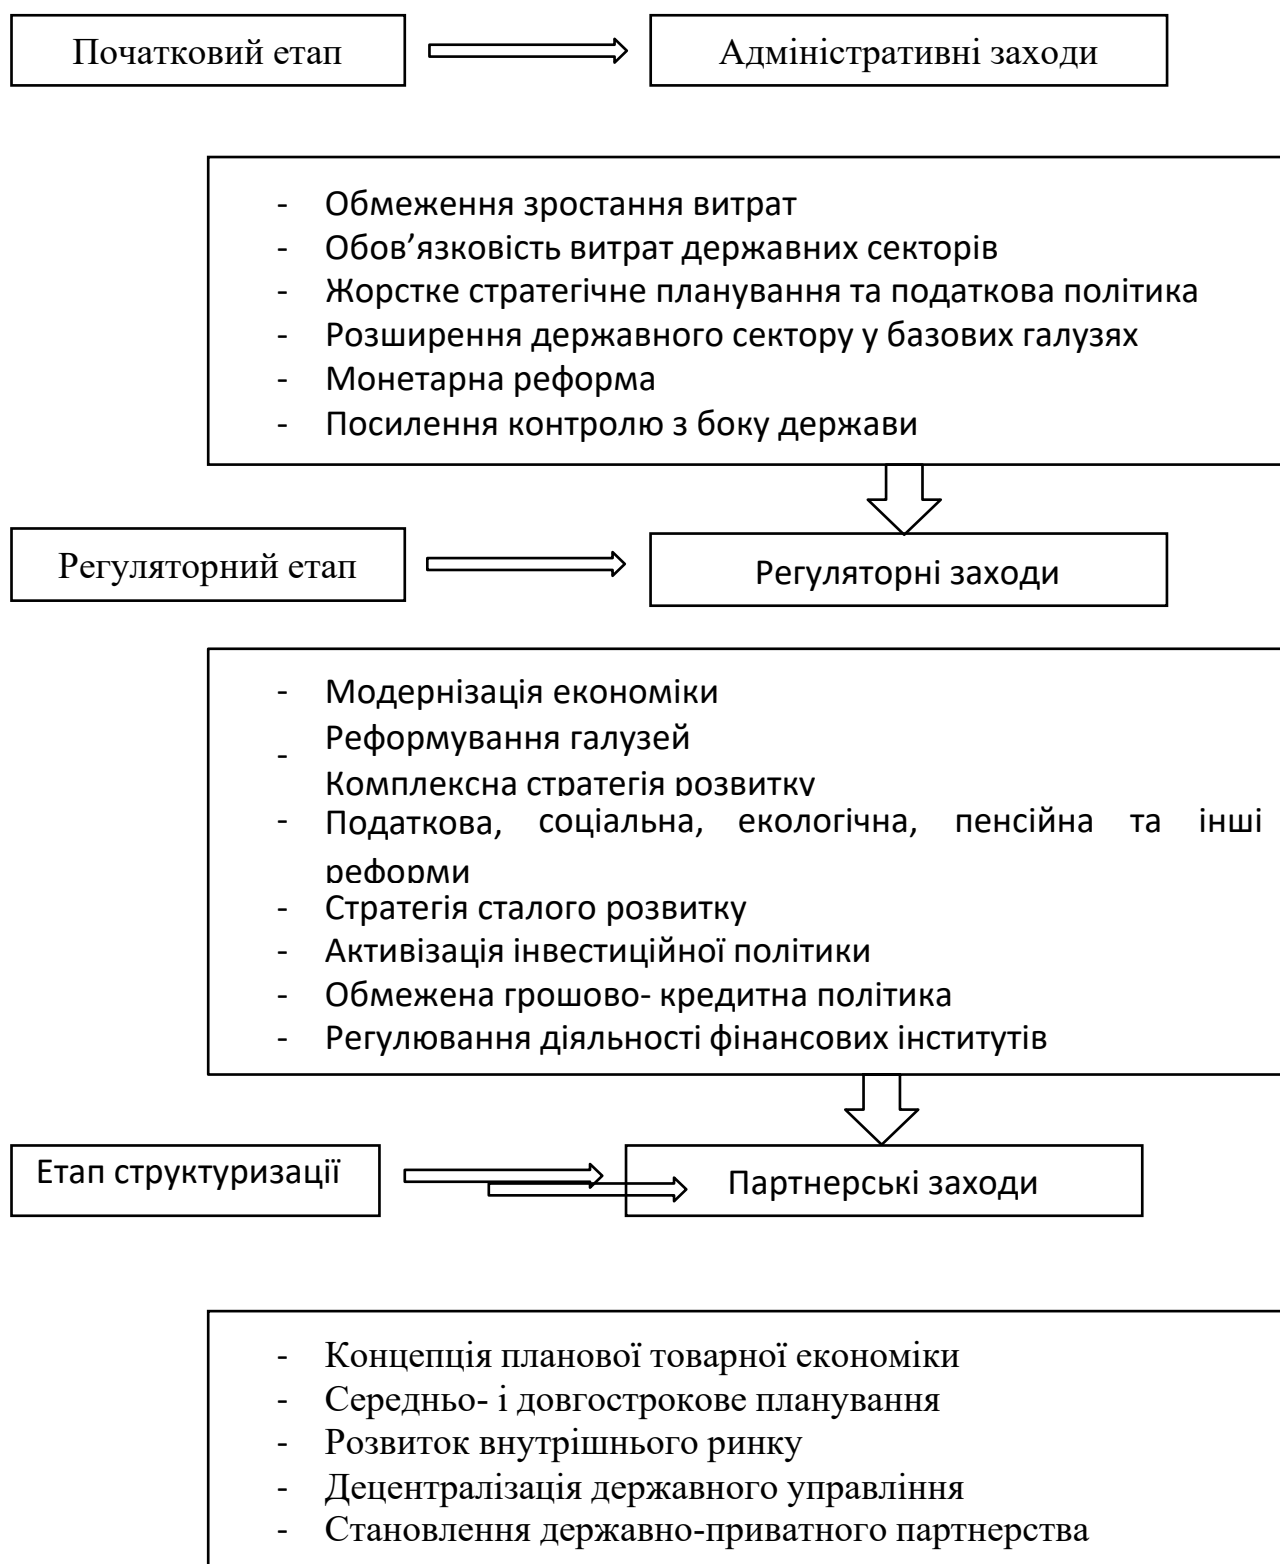 Початковий етап
Адміністративні заходи
- Обмеження зростання витрат
- Обов’язковість витрат державних секторів
- Жорстке стратегічне планування та податкова політика
- Розширення державного сектору у базових галузях
- Монетарна реформа
- Посилення контролю з боку держави
Регуляторний етап
Регуляторні заходи
- Модернізація економіки
Реформування галузей
- Комплексна стратегія розвитку
- Податкова, соціальна, екологічна, пенсійна та інші
реформи
- Стратегія сталого розвитку
- Активізація інвестиційної політики
- Обмежена грошово- кредитна політика
- Регулювання діяльності фінансових інститутів
Етап структуризації
Партнерські заходи
- Концепція планової товарної економіки
- Середньо- і довгострокове планування
- Розвиток внутрішнього ринку
- Децентралізація державного управління
- Становлення державно-приватного партнерства